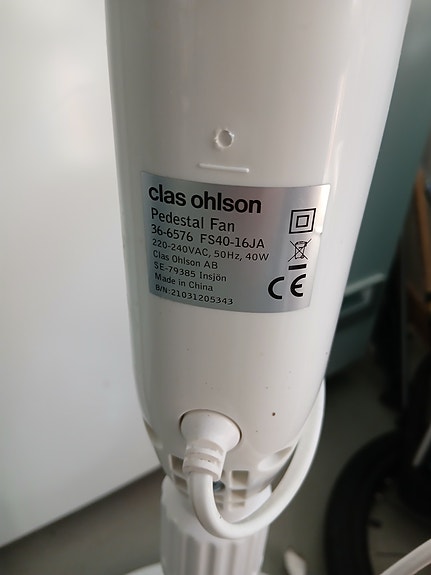 clas ohlson
Pedestal Fan
36-6576 FS40-16JA
220-240VAC, 50Hz, 40W
Clas Ohlson AB
SE-79385 Insjön
Made in China
B/N: 21031205343
CE